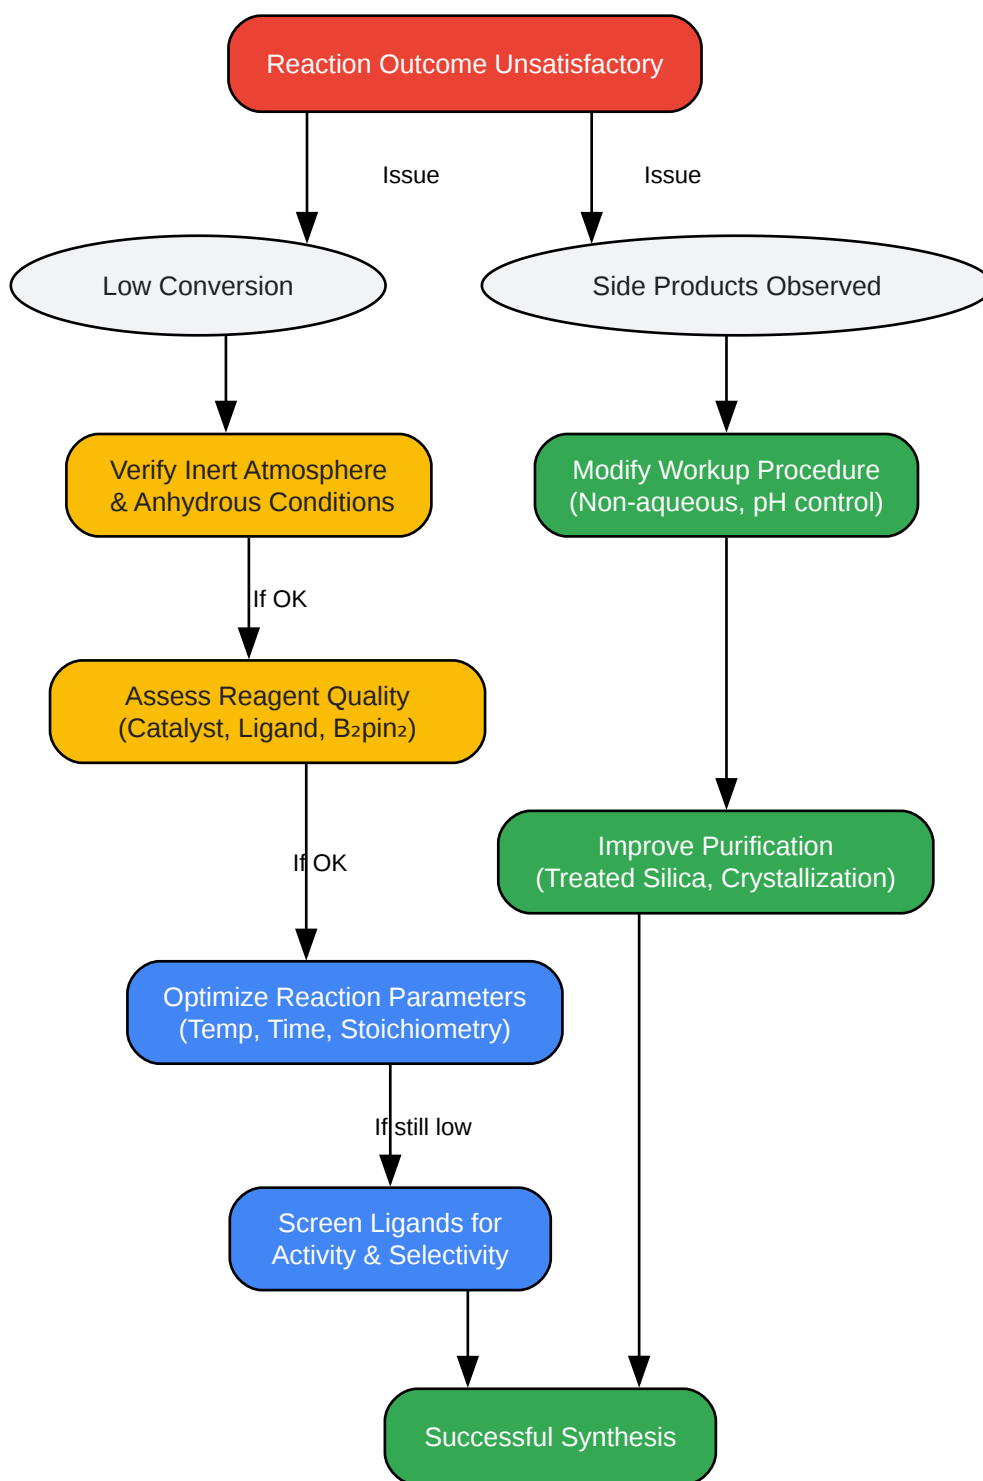 Reaction Outcome Unsatisfactory
Issue
Issue
Low Conversion
Side Products Observed
Verify Inert Atmosphere
& Anhydrous Conditions
Modify Workup Procedure
(Non-aqueous, pH control)
If OK
Assess Reagent Quality
(Catalyst, Ligand, B₂pin₂)
If OK
Improve Purification
(Treated Silica, Crystallization)
Optimize Reaction Parameters
(Temp, Time, Stoichiometry)
If still low
Screen Ligands for
Activity & Selectivity
Successful Synthesis